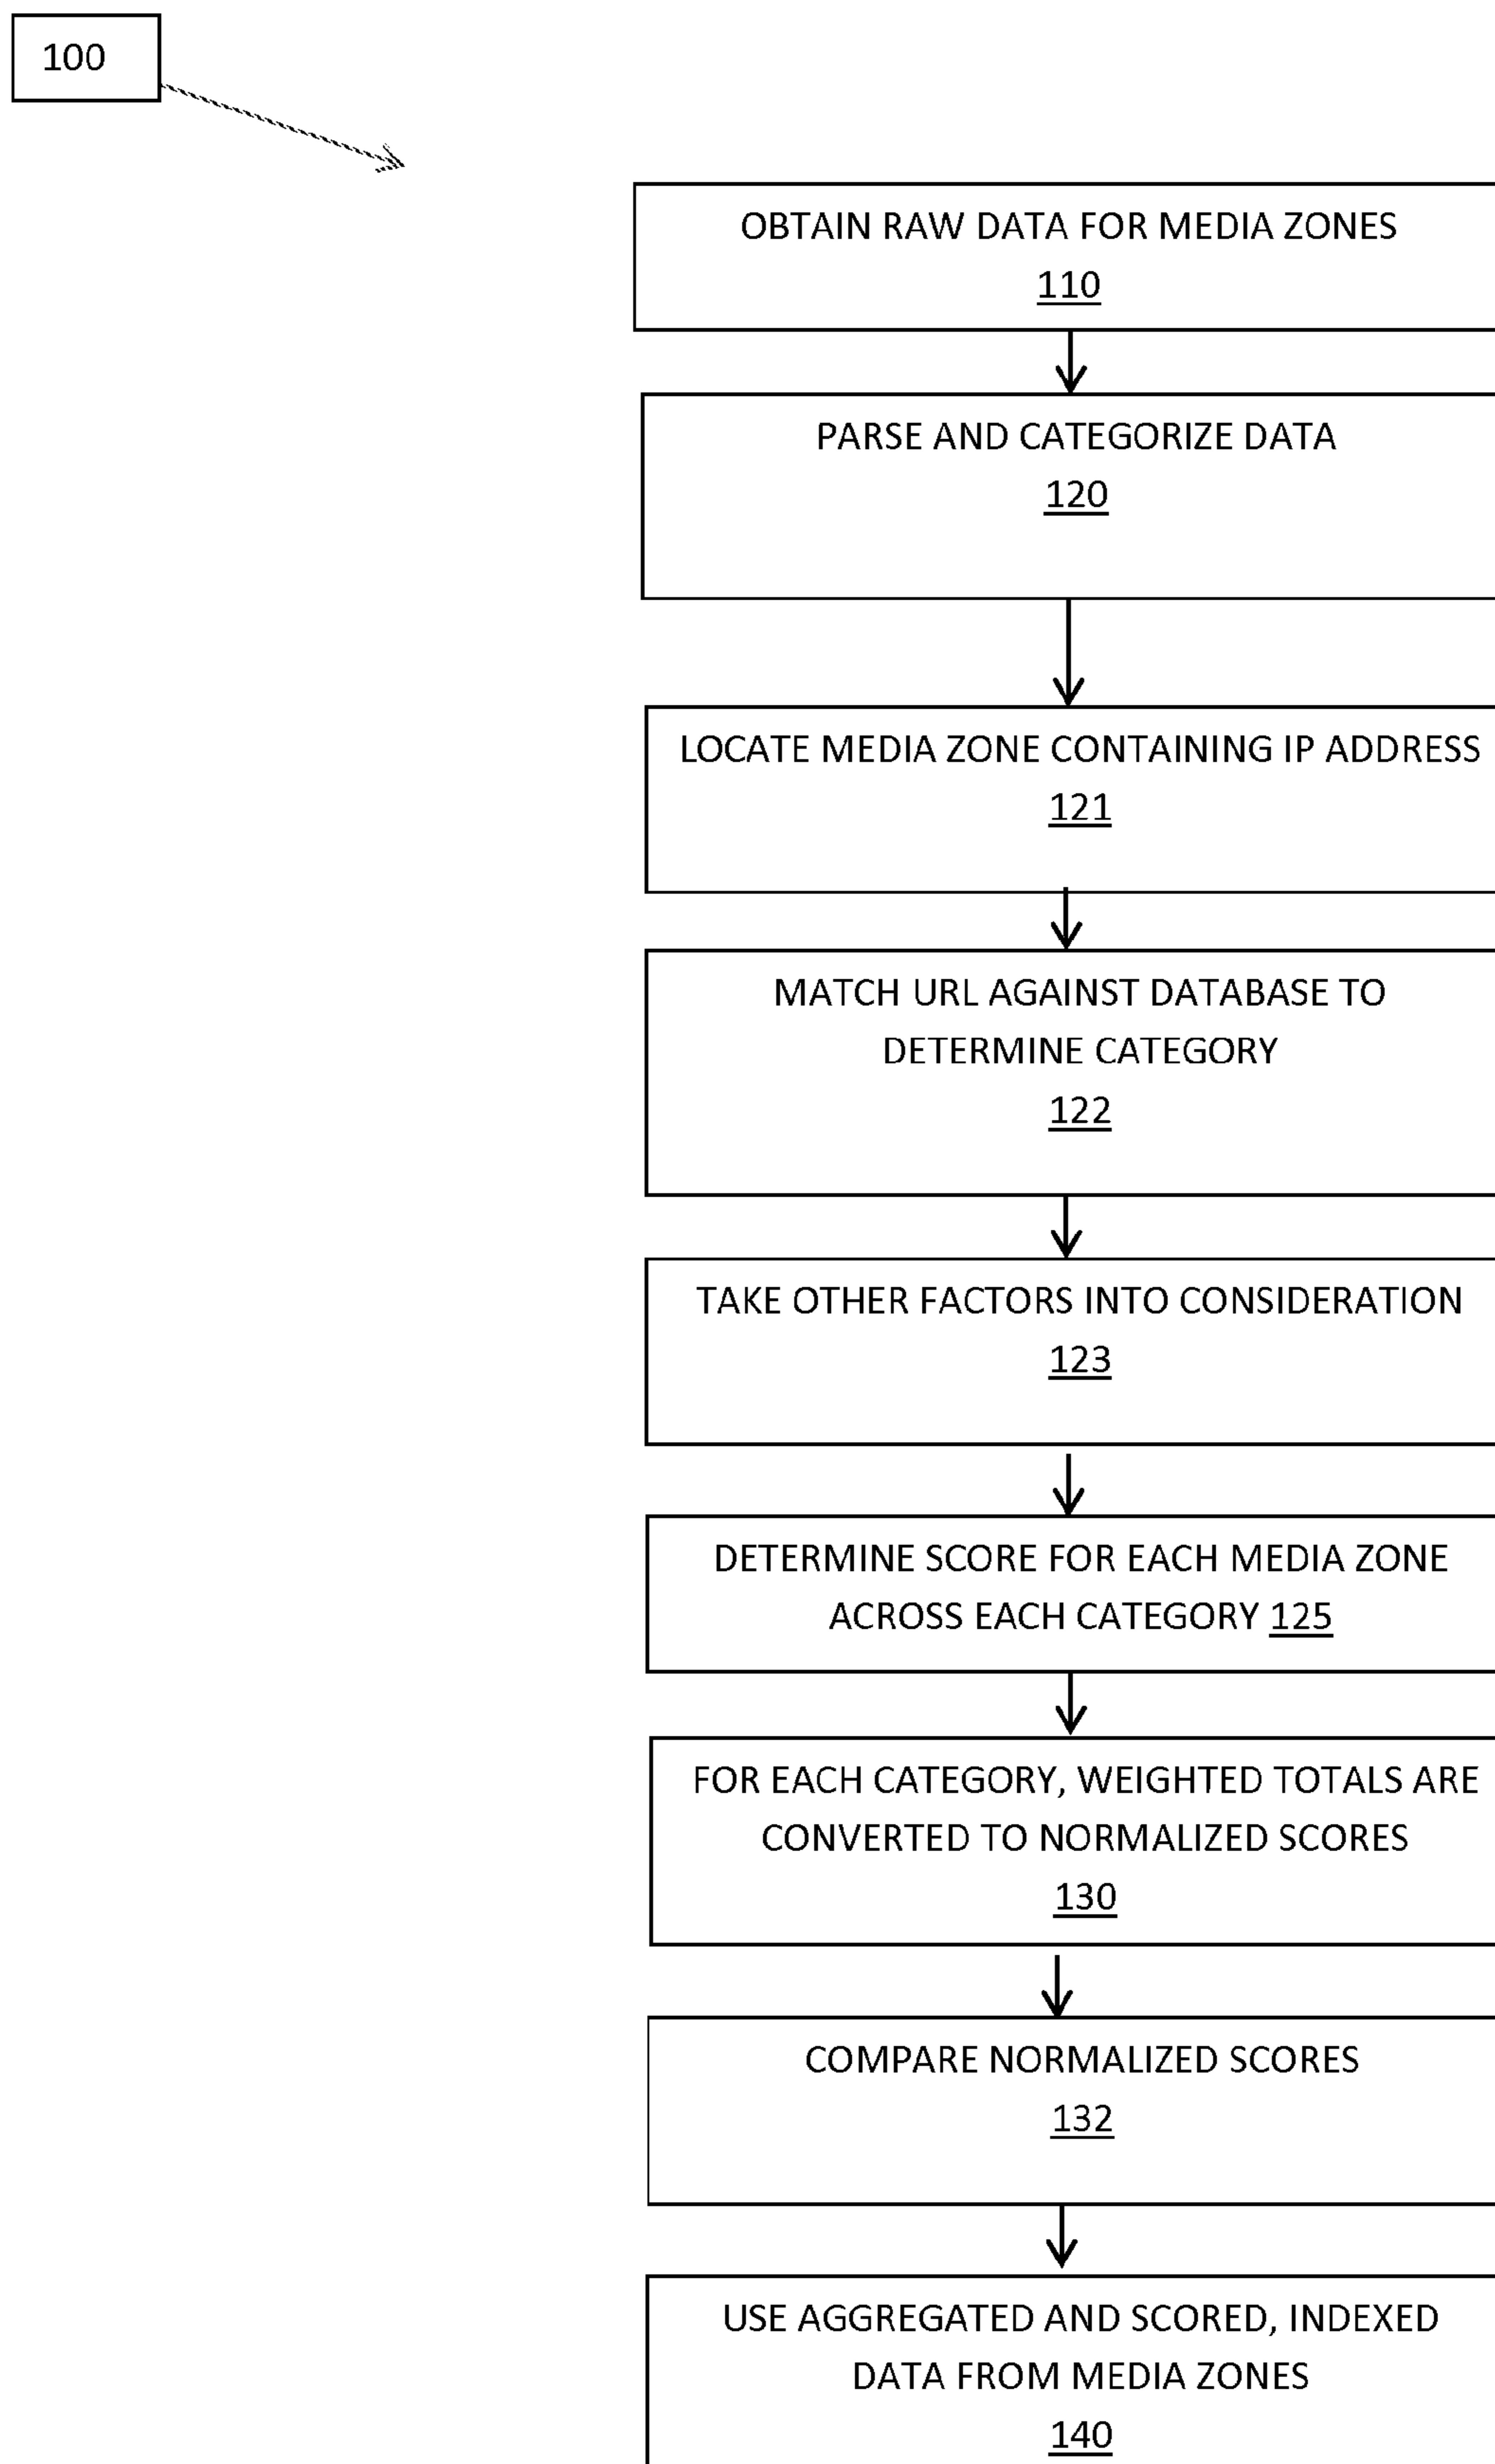 100
OBTAIN RAW DATA FOR MEDIA ZONES
110
PARSE AND CATEGORIZE DATA
120
LOCATE MEDIA ZONE CONTAINING IP ADDRESS
121
MATCH URL AGAINST DATABASE TO
DETERMINE CATEGORY
122
TAKE OTHER FACTORS INTO CONSIDERATION
123
DETERMINE SCORE FOR EACH MEDIA ZONE
ACROSS EACH CATEGORY 125
FOR EACH CATEGORY, WEIGHTED TOTALS ARE
CONVERTED TO NORMALIZED SCORES
130
COMPARE NORMALIZED SCORES
132
USE AGGREGATED AND SCORED, INDEXED
DATA FROM MEDIA ZONES
140